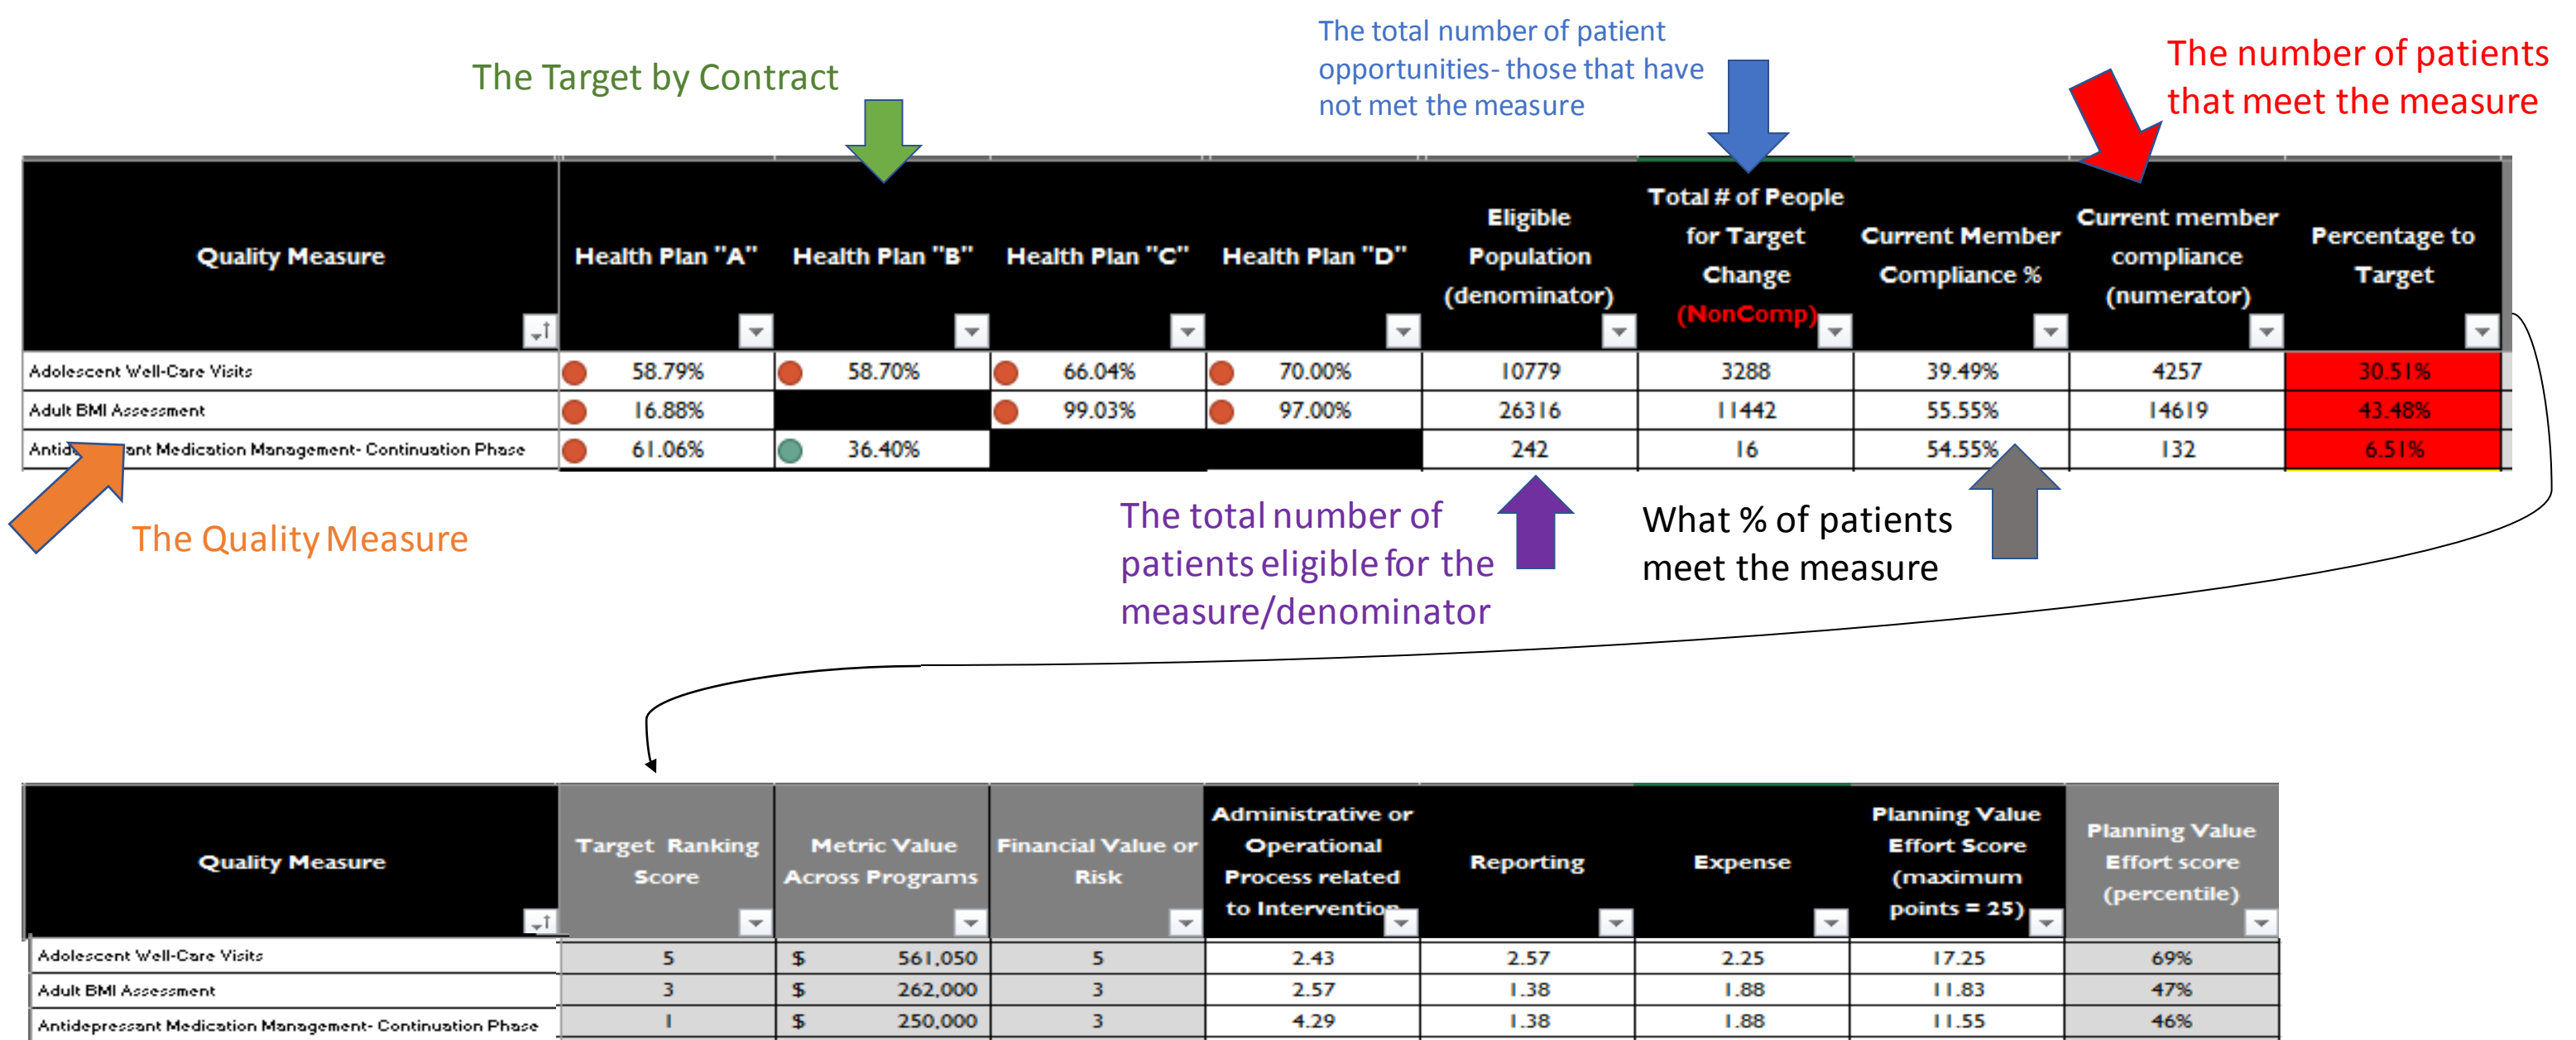 The total number of patient
opportunities- those that have
not met the measure
The number of patients
that meet the measure
The Target by Contract
Quality Measure
Health Plan "A"
Health Plan "B"
Health Plan "C"
Health Plan "D"
Eligible
Population
(denominator)
Total # of People
for Target
Change
(NonComp)
Current Member
Compliance %
Current member
compliance
(numerator)
Percentage to
Target
Adolescent Well-Care Visits 58.79% 58.70% 66.04% 70.00% 10779 3288 39.49% 4257 30.51%
Adult BMI Assessment 16.88% 99.03% 97.00% 26316 11442 55.55% 14619 43.48%
Antid ant Medication Management- Continuation Phase 61.06% 36.40% 242 16 54.55% 132 6.51%
The Quality Measure
The total number of
patients eligible for the
measure/denominator
What % of patients
meet the measure
Quality Measure
Target Ranking
Score
Metric Value
Across Programs
Financial Value or
Risk
Administrative or
Operational
Process related
to Intervention
Reporting
Expense
Planning Value
Effort Score
(maximum
points = 25)
Planning Value
Effort score
(percentile)
Adolescent Well-Care Visits 5 $ 561,050 5 2.43 2.57 2.25 17.25 69%
Adult BMI Assessment 3 $ 262,000 3 2.57 1.38 1.88 11.83 47%
Antidepressant Medication Management- Continuation Phase 1 $ 250,000 3 4.29 1.38 1.88 11.55 46%